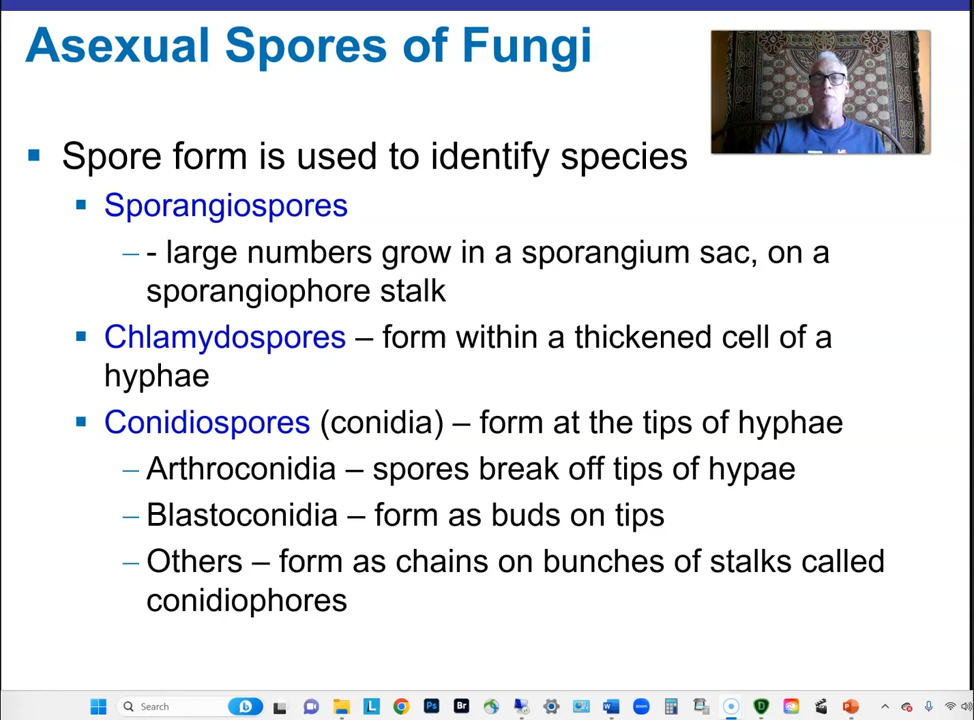 Asexual Spores of Fungi
Spore form is used to identify species
Sporangiospores
– - large numbers grow in a sporangium sac, on a
sporangiophore stalk
Chlamydospores – form within a thickened cell of a
hyphae
Conidiospores (conidia) – form at the tips of hyphae
– Arthroconidia – spores break off tips of hypae
– Blastoconidia – form as buds on tips
– Others – form as chains on bunches of stalks called
conidiophores
Search
L
Ps
Br